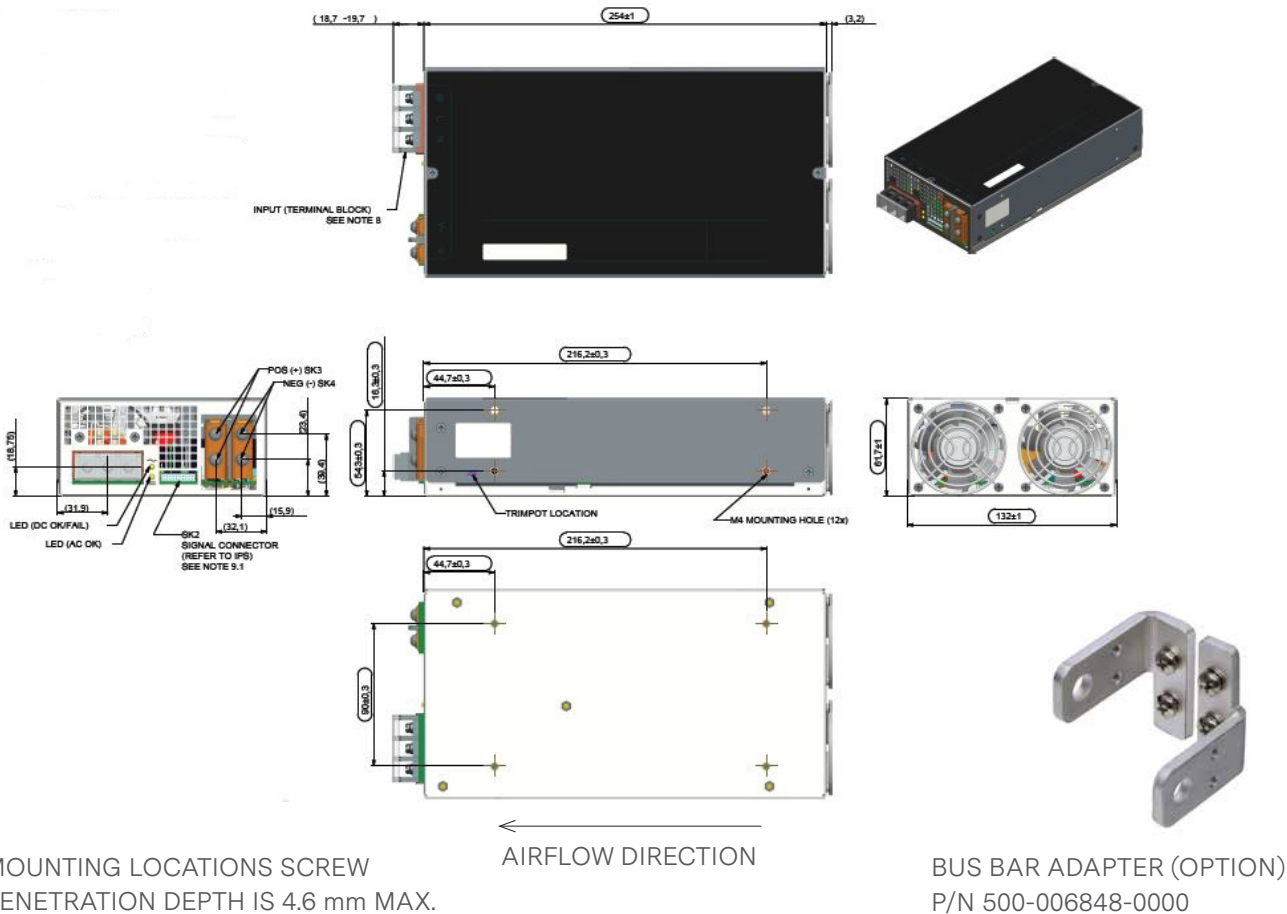 ( 18,7 -19,7 )
254±1
(3,2)
INPUT (TERMINAL BLOCK)
SEE NOTE 8
POS (+) SK3
NEG (-) SK4
(18,75)
(31,9)
(23,4)
(39,4)
(15,9)
(32,1)
LED (DC OK/FAIL)
LED (AC OK)
SK2
SIGNAL CONNECTOR
(REFER TO IPS)
SEE NOTE 9.1
216,2±0,3
44,7±0,3
16,3±0,3
54,3±0,3
TRIMPOT LOCATION
M4 MOUNTING HOLE (12x)
61,7±1
132±1
216,2±0,3
44,7±0,3
90±0,3
AIRFLOW DIRECTION
MOUNTING LOCATIONS SCREW
ENETRATION DEPTH IS 4.6 mm MAX.
BUS BAR ADAPTER (OPTION)
P/N 500-006848-0000